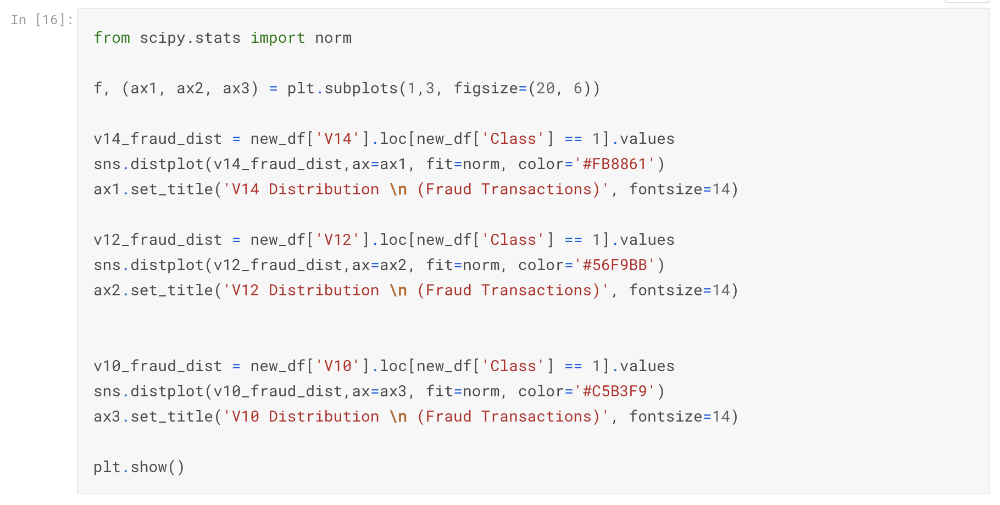 In [16]:
from scipy.stats import norm
f, (ax1, ax2, ax3) = plt.subplots(1,3, figsize=(20, 6))
v14_fraud_dist = new_df['V14'].loc[new_df['Class'] == 1].values
sns.distplot(v14_fraud_dist,ax=ax1, fit=norm, color='#FB8861')
ax1.set_title('V14 Distribution \n (Fraud Transactions)', fontsize=14)
v12_fraud_dist = new_df['V12'].loc[new_df['Class'] == 1].values
sns.distplot(v12_fraud_dist,ax=ax2, fit=norm, color='#56F9BB')
ax2.set_title('V12 Distribution \n (Fraud Transactions)', fontsize=14)
v10_fraud_dist = new_df['V10'].loc[new_df['Class'] == 1].values
sns.distplot(v10_fraud_dist,ax=ax3, fit=norm, color='#C5B3F9')
ax3.set_title('V10 Distribution \n (Fraud Transactions)', fontsize=14)
plt.show()